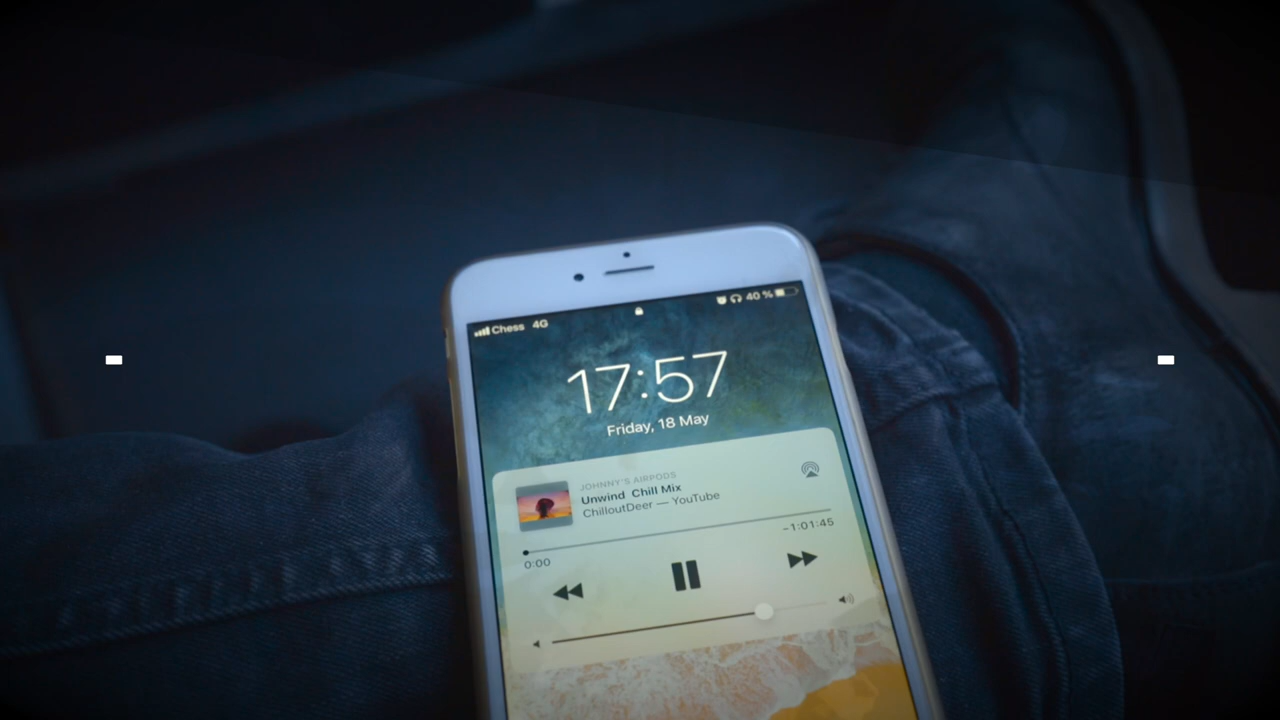 Chess 4G
40 %
17:57
Friday, 18 May
JOHNNY'S AIRPODS
Unwind Chill Mix
ChilloutDeer — YouTube
0:00
−1:01:45